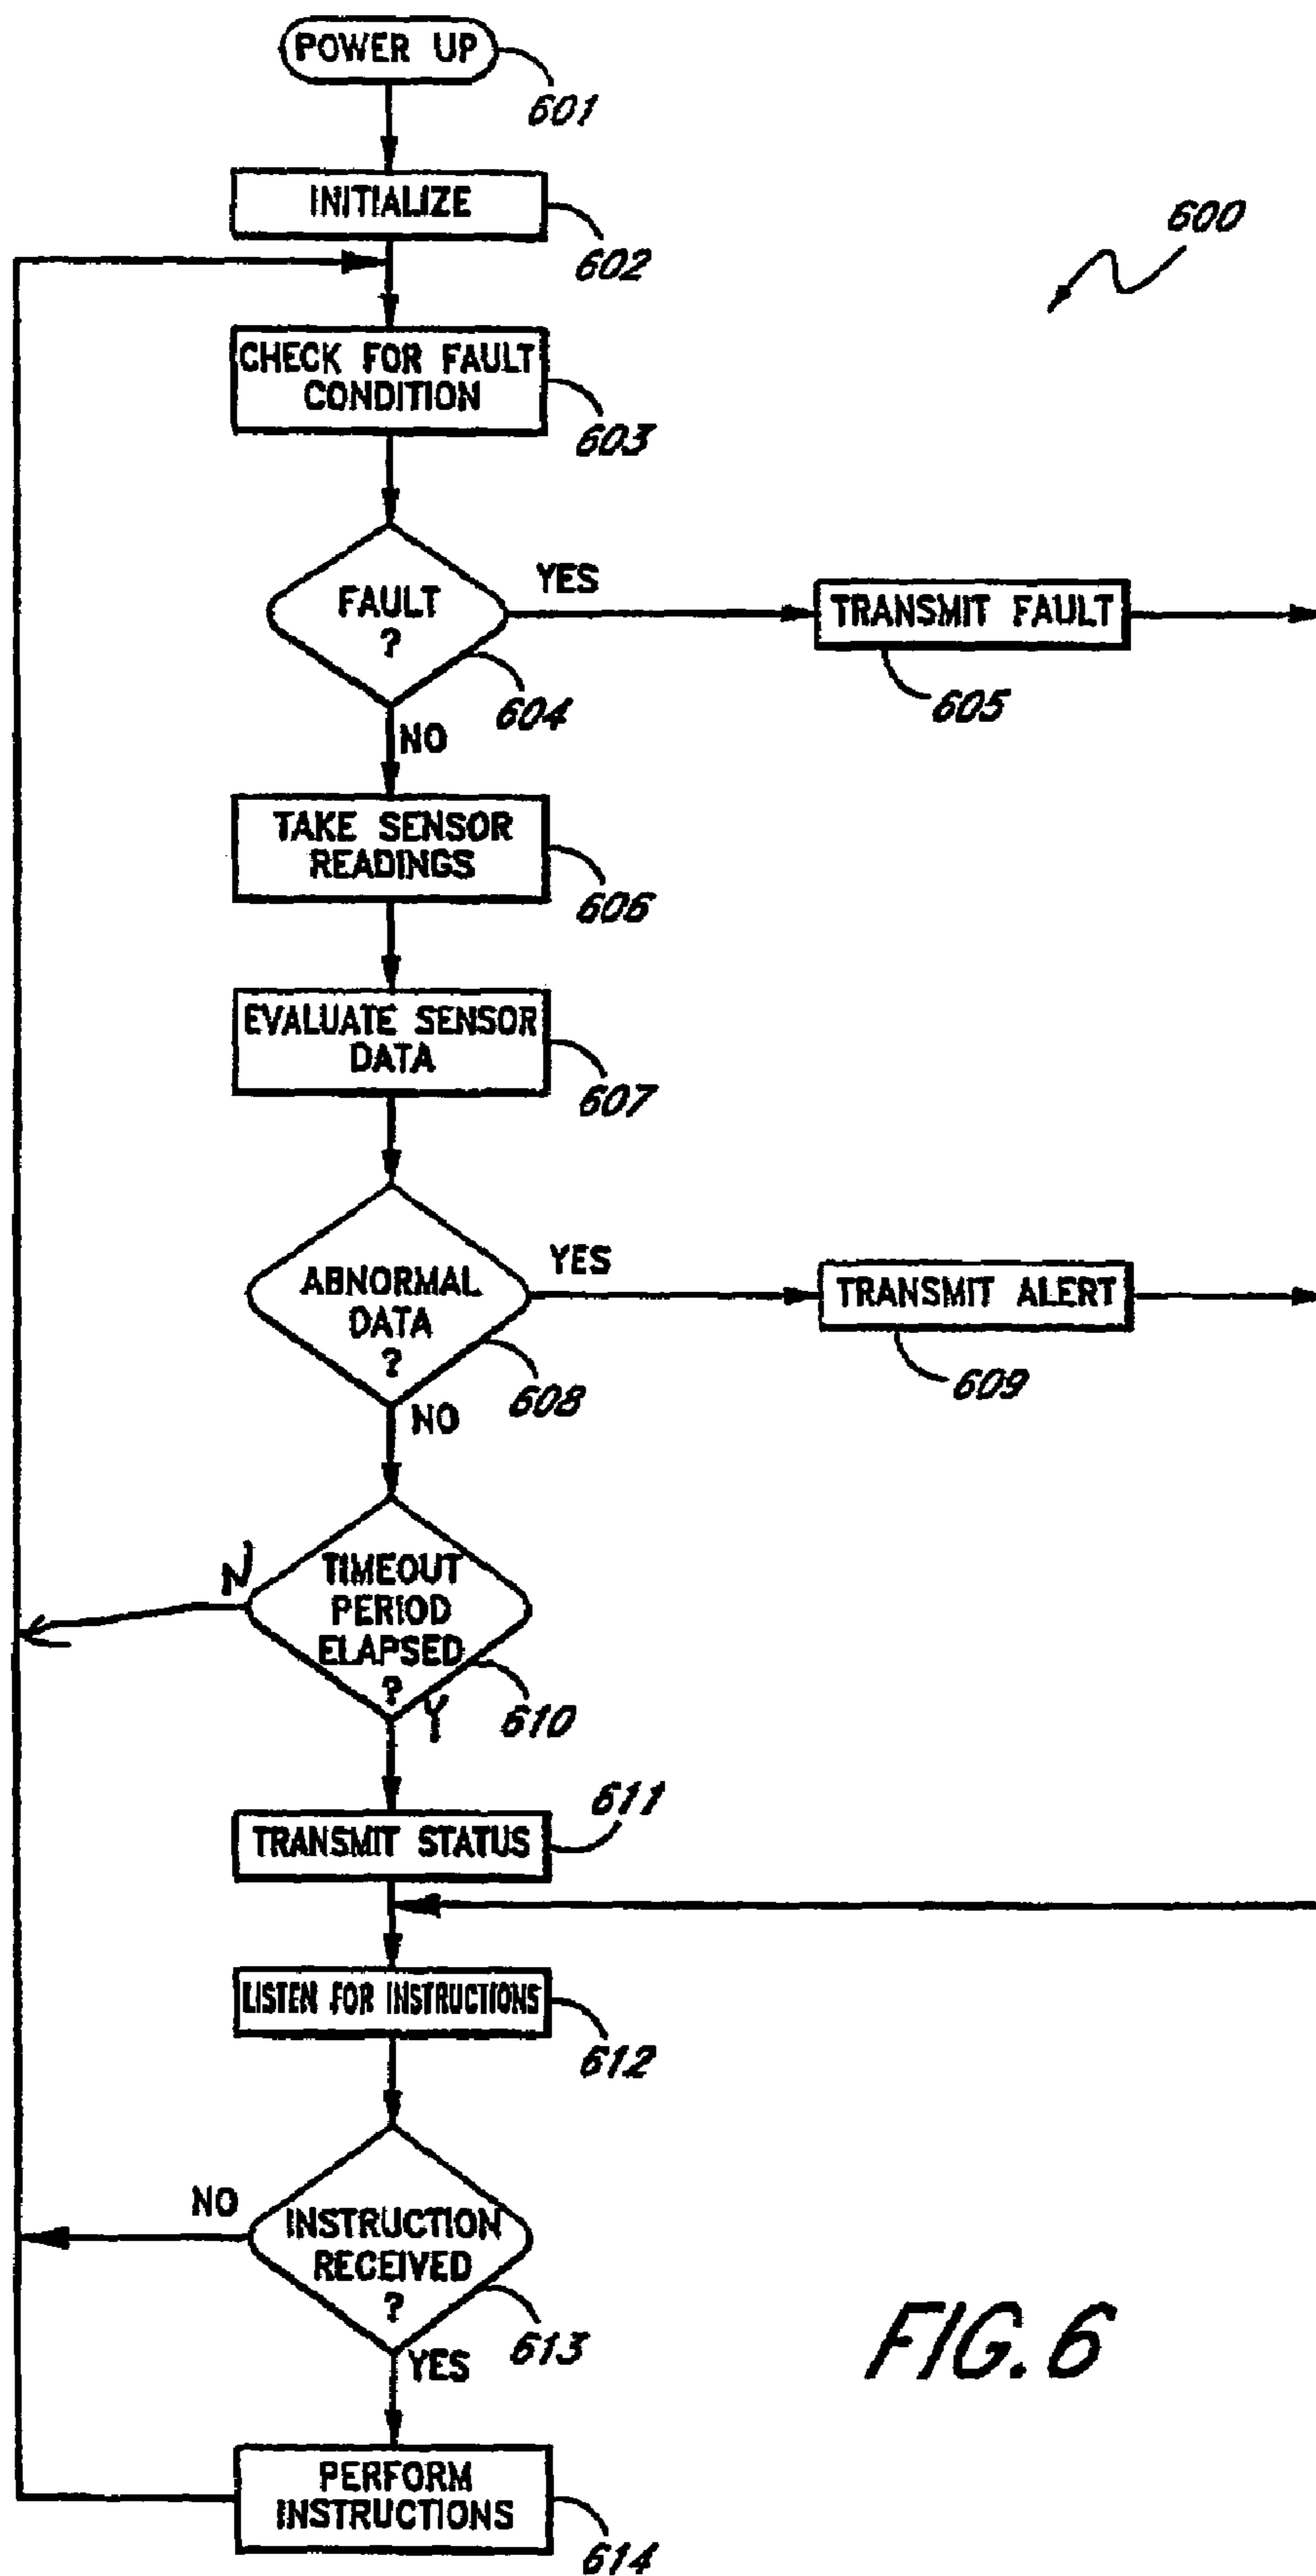 POWER UP
601
INITIALIZE
602
600
CHECK FOR FAULT
CONDITION
603
FAULT
?
YES
604
NO
TRANSMIT FAULT
605
TAKE SENSOR
READINGS
606
EVALUATE SENSOR
DATA
607
ABNORMAL
DATA
?
YES
608
NO
TRANSMIT ALERT
609
N
TIMEOUT
PERIOD
ELAPSED
?
Y
610
TRANSMIT STATUS
611
LISTEN FOR INSTRUCTIONS
612
NO
INSTRUCTION
RECEIVED
?
613
YES
PERFORM
INSTRUCTIONS
614
FIG. 6